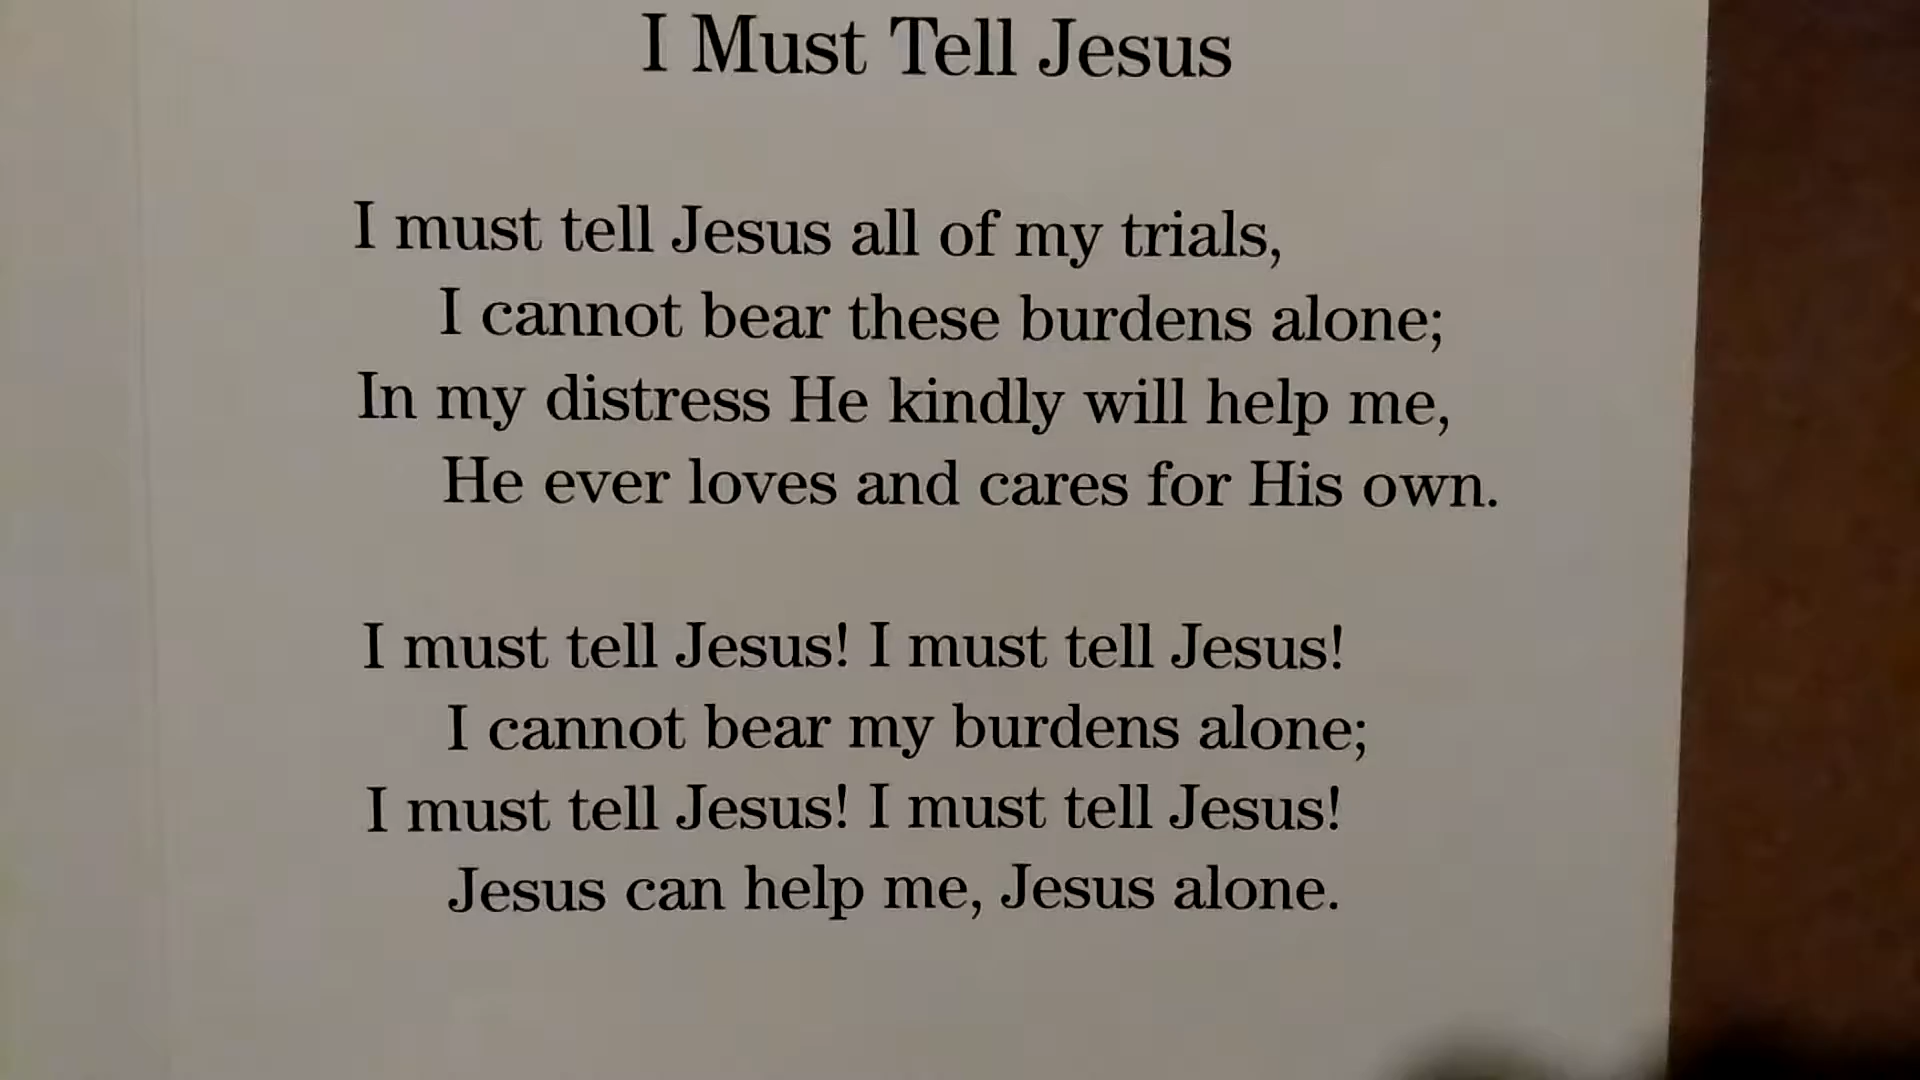 I Must Tell Jesus
I must tell Jesus all of my trials,
I cannot bear these burdens alone;
In my distress He kindly will help me,
He ever loves and cares for His own.
I must tell Jesus! I must tell Jesus!
I cannot bear my burdens alone;
I must tell Jesus! I must tell Jesus!
Jesus can help me, Jesus alone.